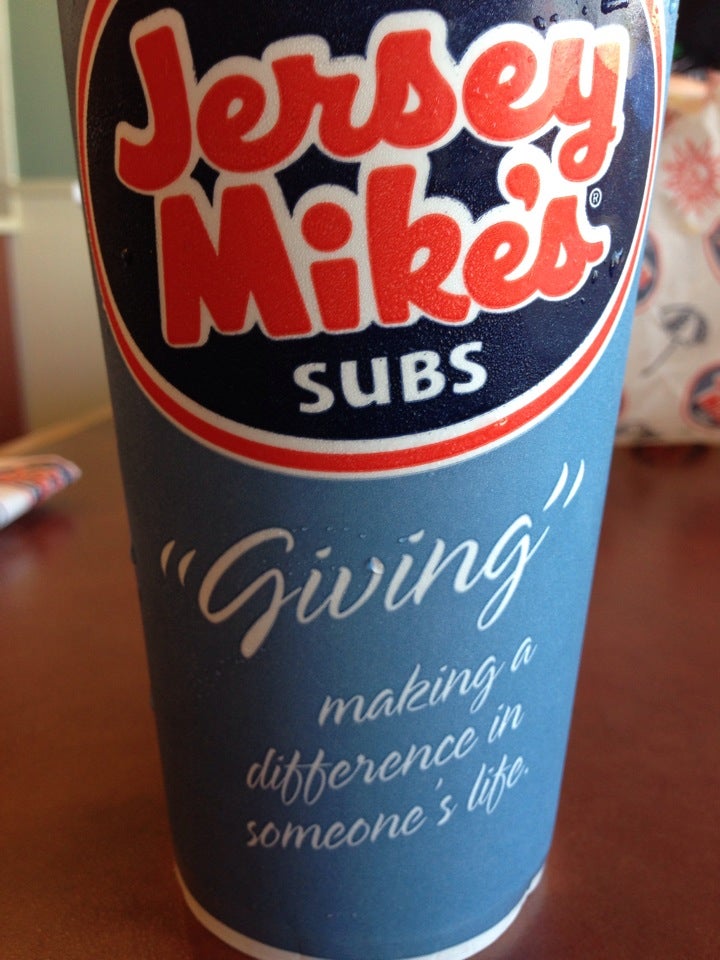 Jersey
Mike's
®
SUBS
"Giving"
making a
difference in
someone's life.